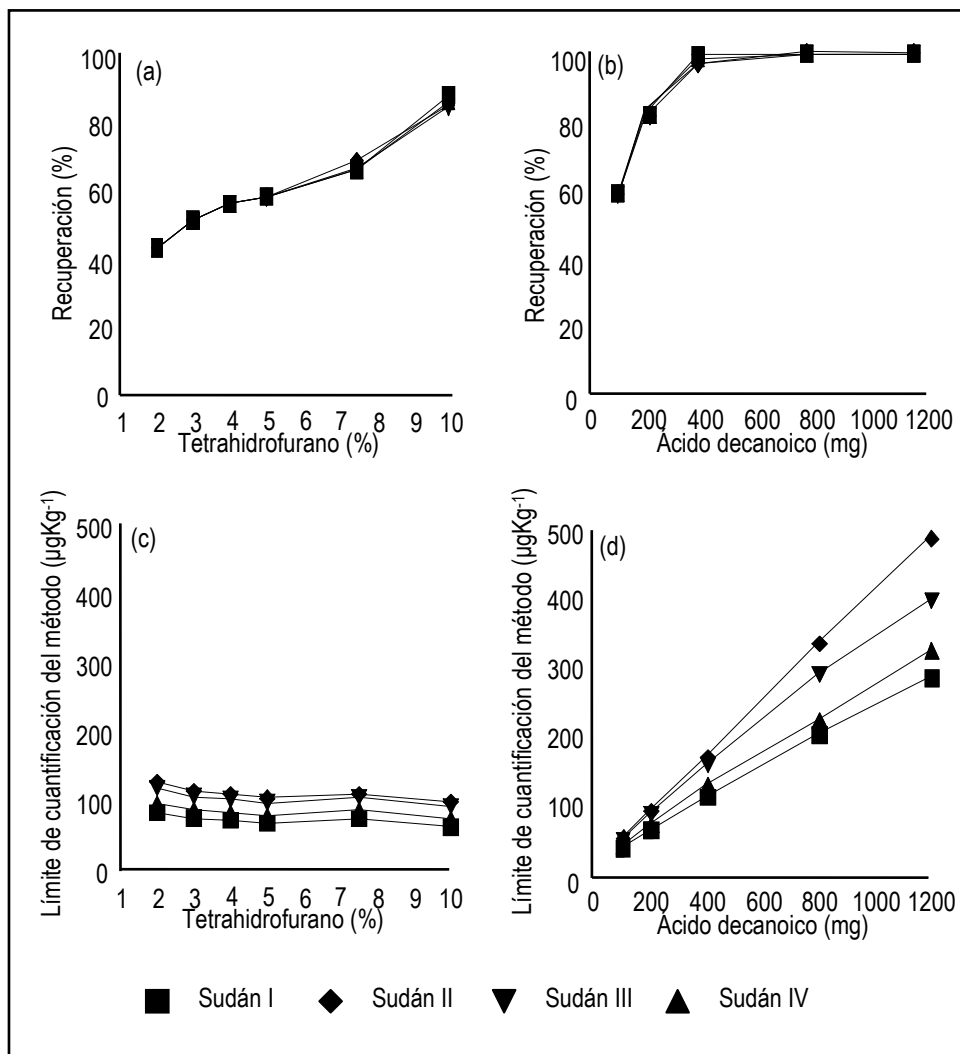 (a)
Recuperación (%)
100
80
60
40
20
0
1 2 3 4 5 6 7 8 9 10
Tetrahidrofurano (%)
(b)
Recuperación (%)
100
80
60
40
20
0
0 200 400 600 800 1000 1200
Ácido decanoico (mg)
(c)
Límite de cuantificación del método (µgKg-1)
500
400
300
200
100
0
1 2 3 4 5 6 7 8 9 10
Tetrahidrofurano (%)
(d)
Límite de cuantificación del método (µgKg-1)
500
400
300
200
100
0
0 200 400 600 800 1000 1200
Ácido decanoico (mg)
Sudán I Sudán II Sudán III Sudán IV